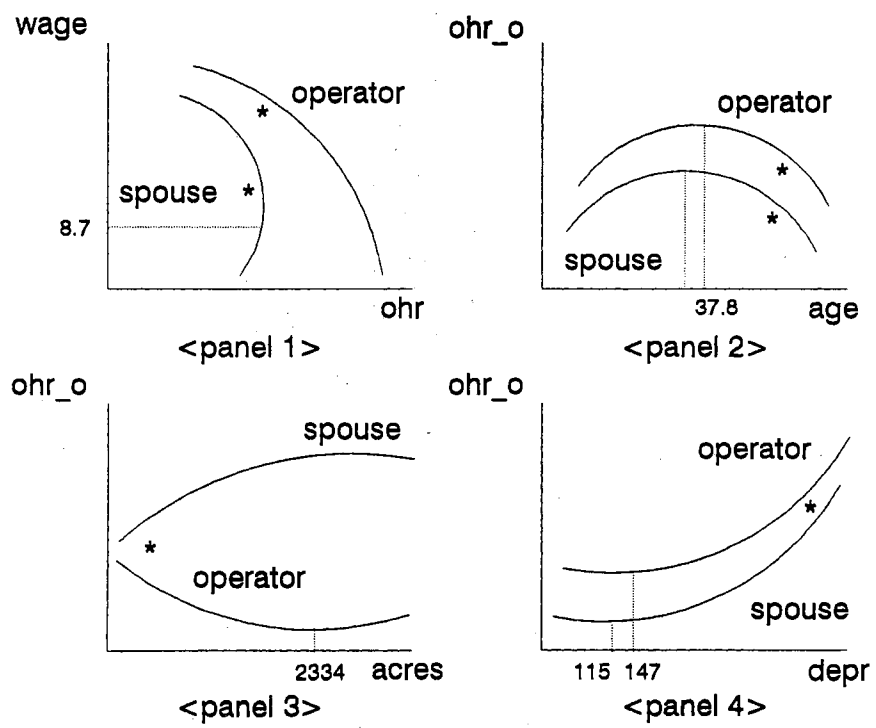 wage
operator
*
spouse
*
8.7
ohr
<panel 1>
ohr_o
operator
*
*
spouse
37.8
age
<panel 2>
ohr_o
spouse
*
operator
2334
acres
<panel 3>
ohr_o
operator
*
spouse
115
147
depr
<panel 4>